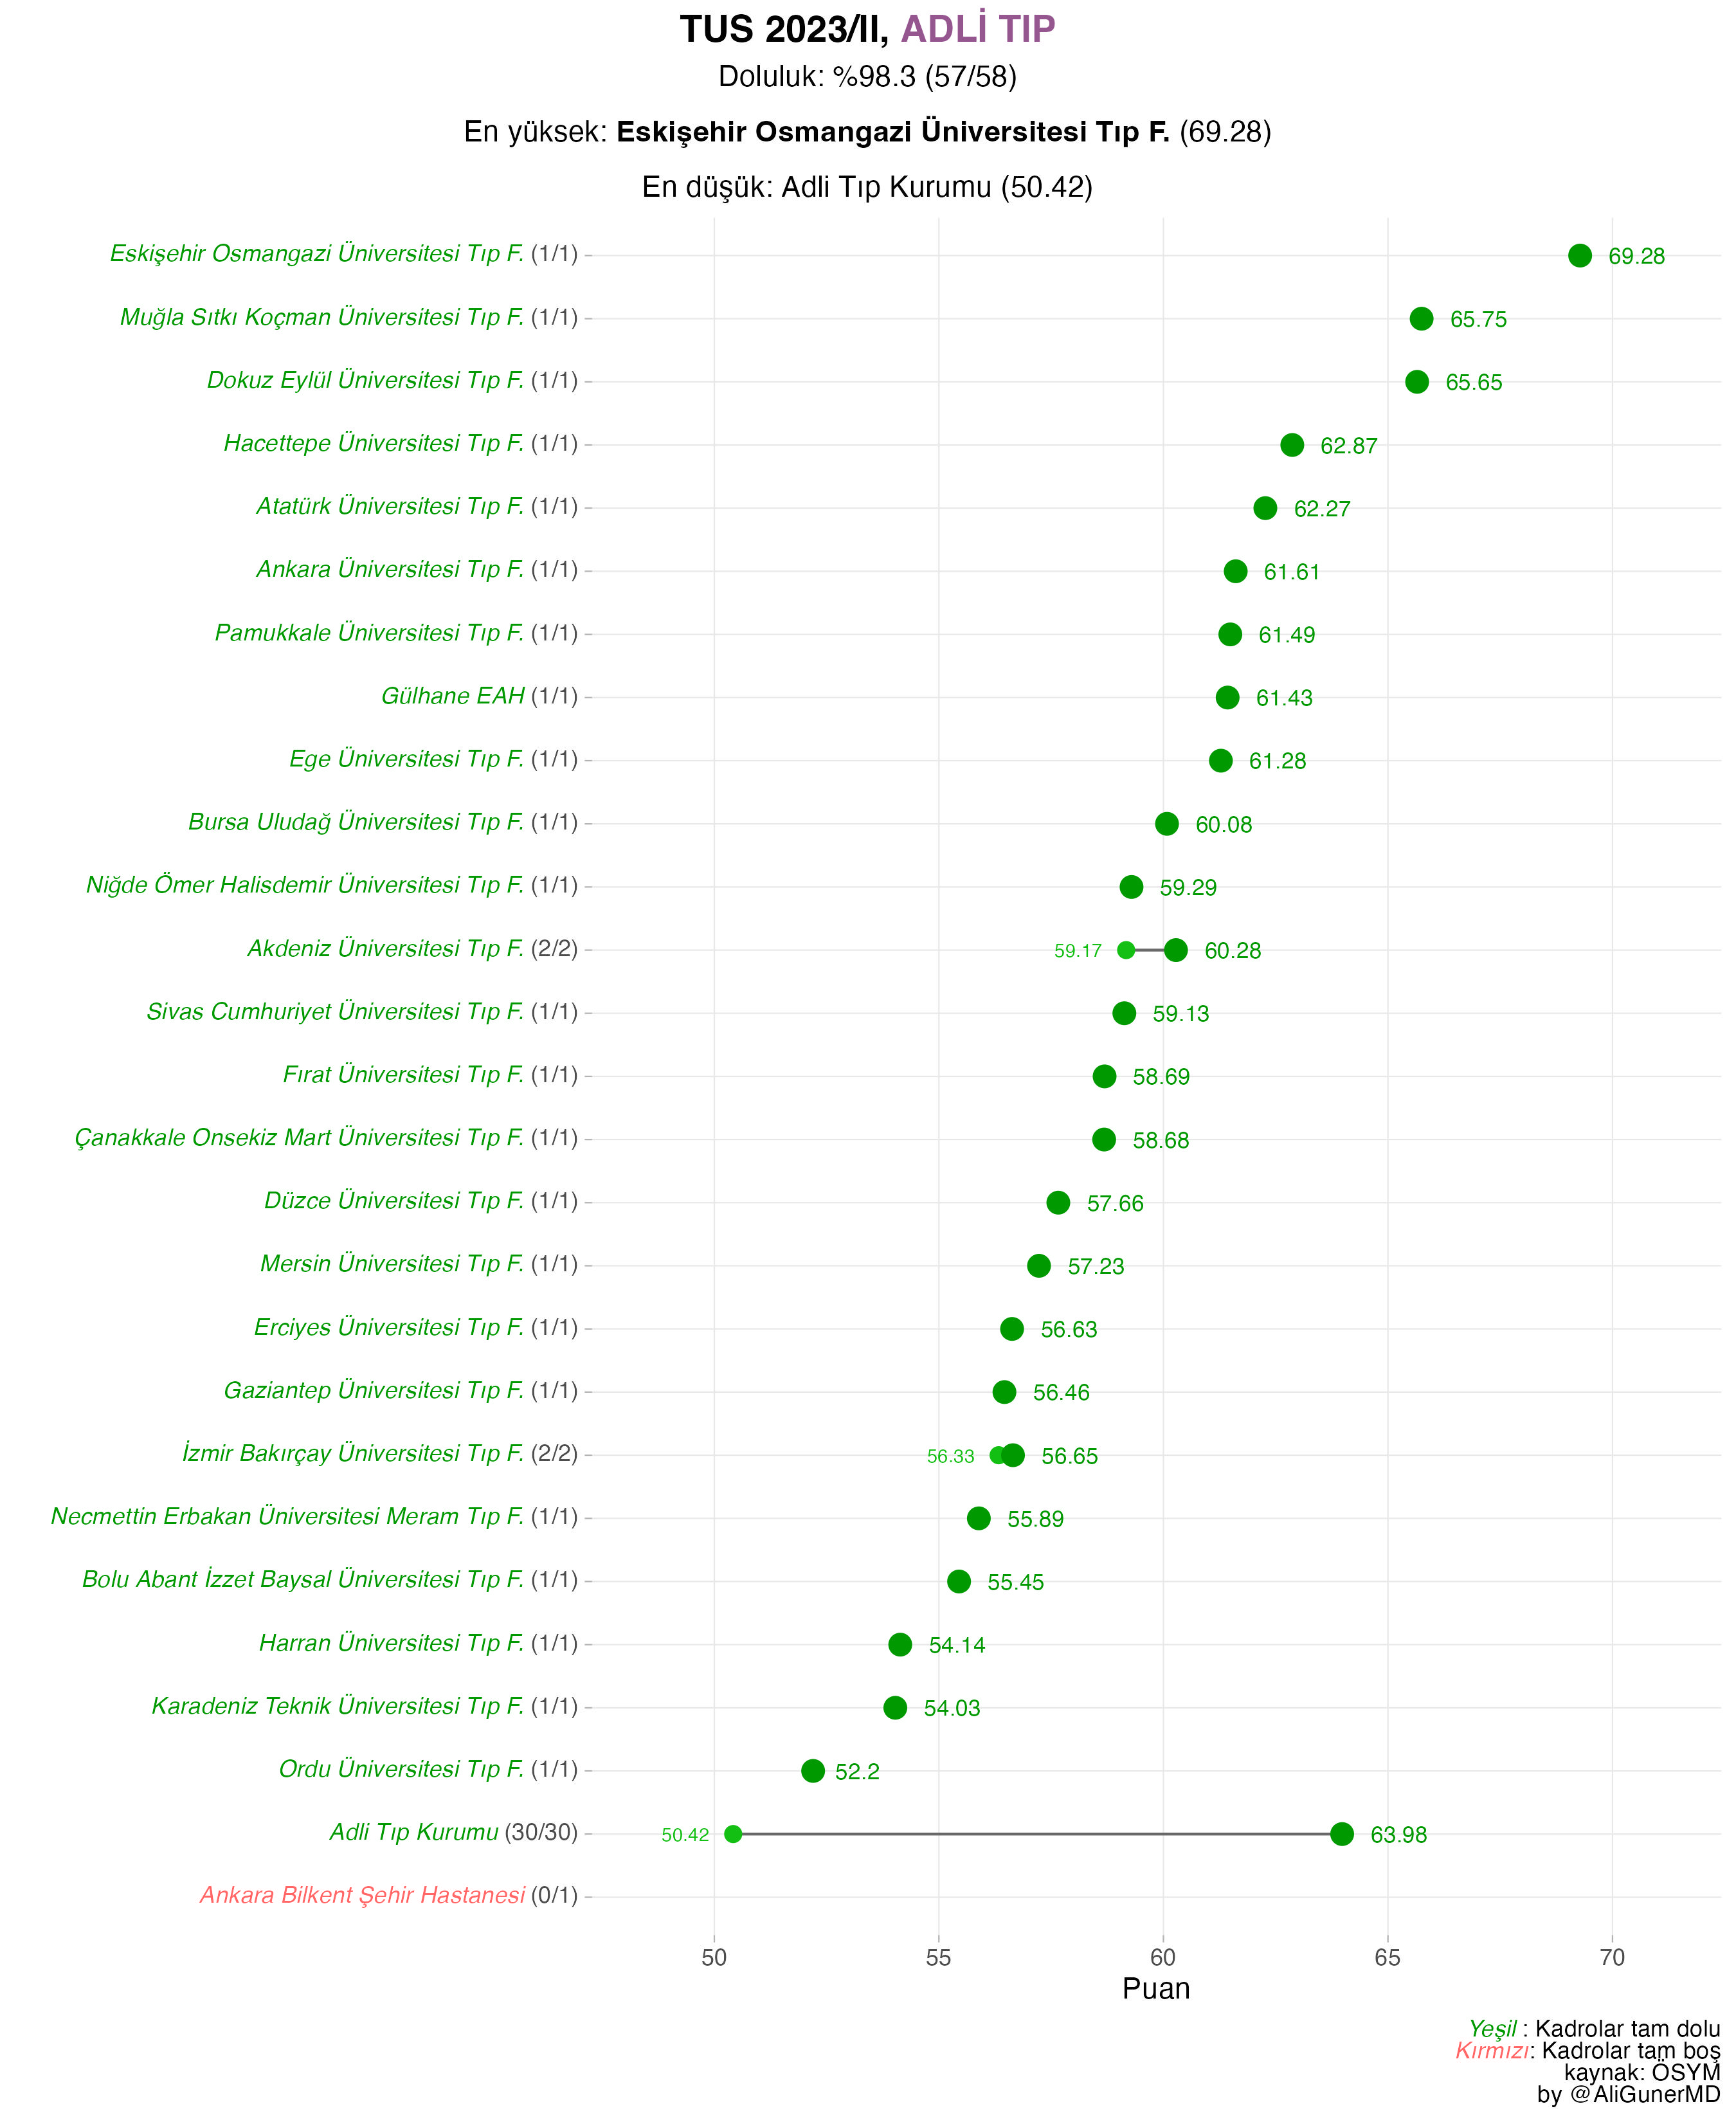 TUS 2023/II, ADLİ TIP
Doluluk: %98.3 (57/58)
En yüksek: Eskişehir Osmangazi Üniversitesi Tıp F. (69.28)
En düşük: Adli Tıp Kurumu (50.42)
Eskişehir Osmangazi Üniversitesi Tıp F. (1/1) 69.28
Muğla Sıtkı Koçman Üniversitesi Tıp F. (1/1) 65.75
Dokuz Eylül Üniversitesi Tıp F. (1/1) 65.65
Hacettepe Üniversitesi Tıp F. (1/1) 62.87
Atatürk Üniversitesi Tıp F. (1/1) 62.27
Ankara Üniversitesi Tıp F. (1/1) 61.61
Pamukkale Üniversitesi Tıp F. (1/1) 61.49
Gülhane EAH (1/1) 61.43
Ege Üniversitesi Tıp F. (1/1) 61.28
Bursa Uludağ Üniversitesi Tıp F. (1/1) 60.08
Niğde Ömer Halisdemir Üniversitesi Tıp F. (1/1) 59.29
Akdeniz Üniversitesi Tıp F. (2/2) 59.17 60.28
Sivas Cumhuriyet Üniversitesi Tıp F. (1/1) 59.13
Fırat Üniversitesi Tıp F. (1/1) 58.69
Çanakkale Onsekiz Mart Üniversitesi Tıp F. (1/1) 58.68
Düzce Üniversitesi Tıp F. (1/1) 57.66
Mersin Üniversitesi Tıp F. (1/1) 57.23
Erciyes Üniversitesi Tıp F. (1/1) 56.63
Gaziantep Üniversitesi Tıp F. (1/1) 56.46
İzmir Bakırçay Üniversitesi Tıp F. (2/2) 56.33 56.65
Necmettin Erbakan Üniversitesi Meram Tıp F. (1/1) 55.89
Bolu Abant İzzet Baysal Üniversitesi Tıp F. (1/1) 55.45
Harran Üniversitesi Tıp F. (1/1) 54.14
Karadeniz Teknik Üniversitesi Tıp F. (1/1) 54.03
Ordu Üniversitesi Tıp F. (1/1) 52.2
Adli Tıp Kurumu (30/30) 50.42 63.98
Ankara Bilkent Şehir Hastanesi (0/1)
50 55 60 65 70
Puan
Yeşil : Kadrolar tam dolu
Kırmızı: Kadrolar tam boş
kaynak: ÖSYM
by @AliGunerMD